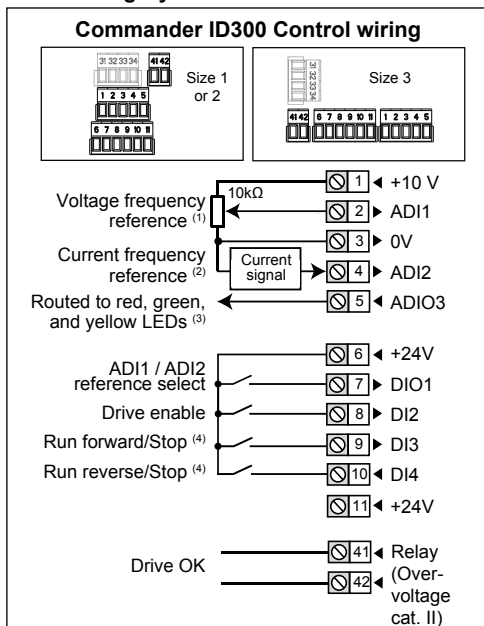 Commander ID300 Control wiring
31 32 33 34
41 42
Size 1
or 2
1 2 3 4 5
6 7 8 9 10 11
31 32 33 34
Size 3
41 42 6 7 8 9 10 11 1 2 3 4 5
Voltage frequency
reference (1)
10kΩ
1 +10 V
2 ADI1
3 0V
Current frequency
reference (2)
Current
signal
4 ADI2
Routed to red, green,
and yellow LEDs (3)
5 ADIO3
6 +24V
ADI1 / ADI2
reference select
7 DIO1
Drive enable
8 DI2
Run forward/Stop (4)
9 DI3
Run reverse/Stop (4)
10 DI4
11 +24V
Drive OK
41 Relay
42 (Over-
voltage
cat. II)